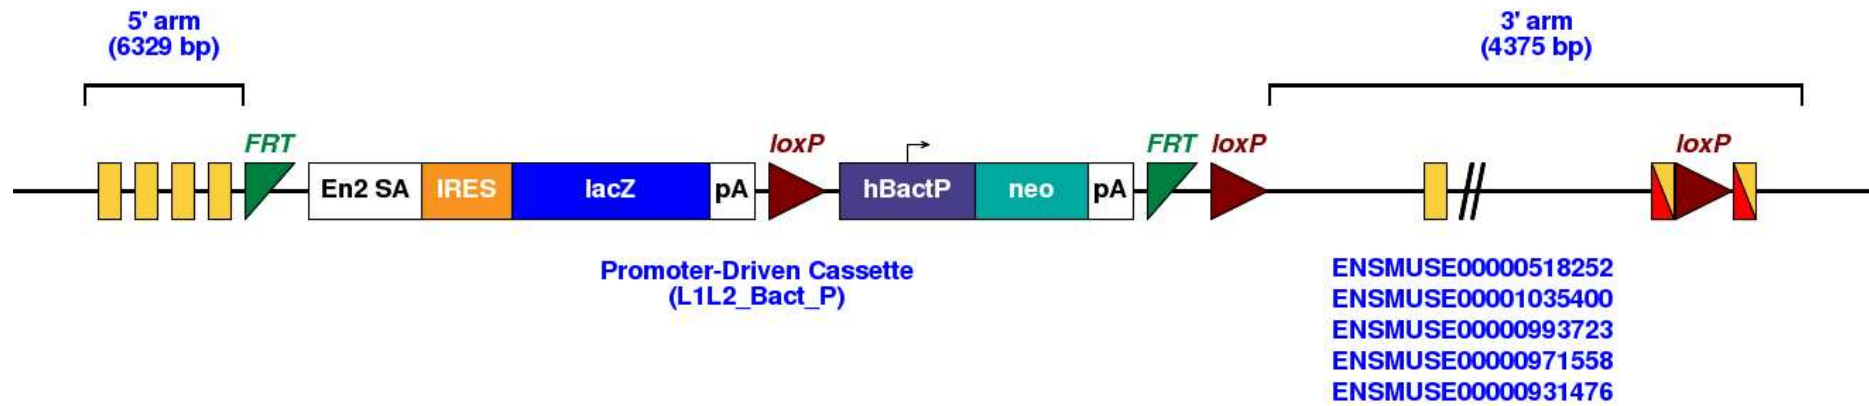 5' arm
(6329 bp)
3' arm
(4375 bp)
FRT
loxP
FRT
loxP
loxP
En2 SA
IRES
lacZ
pA
hBactP
neo
pA
Promoter-Driven Cassette
(L1L2_Bact_P)
ENSMUSE00000518252
ENSMUSE00001035400
ENSMUSE00000993723
ENSMUSE00000971558
ENSMUSE00000931476